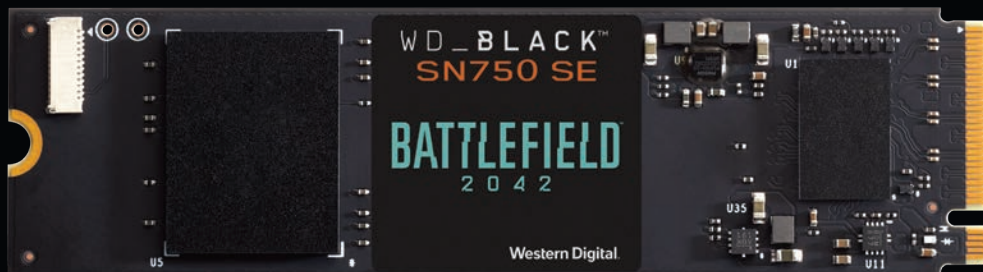 WD_BLACK™
SN750 SE
BATTLEFIELD™
2042
Western Digital.
U5
U1
U35
U11